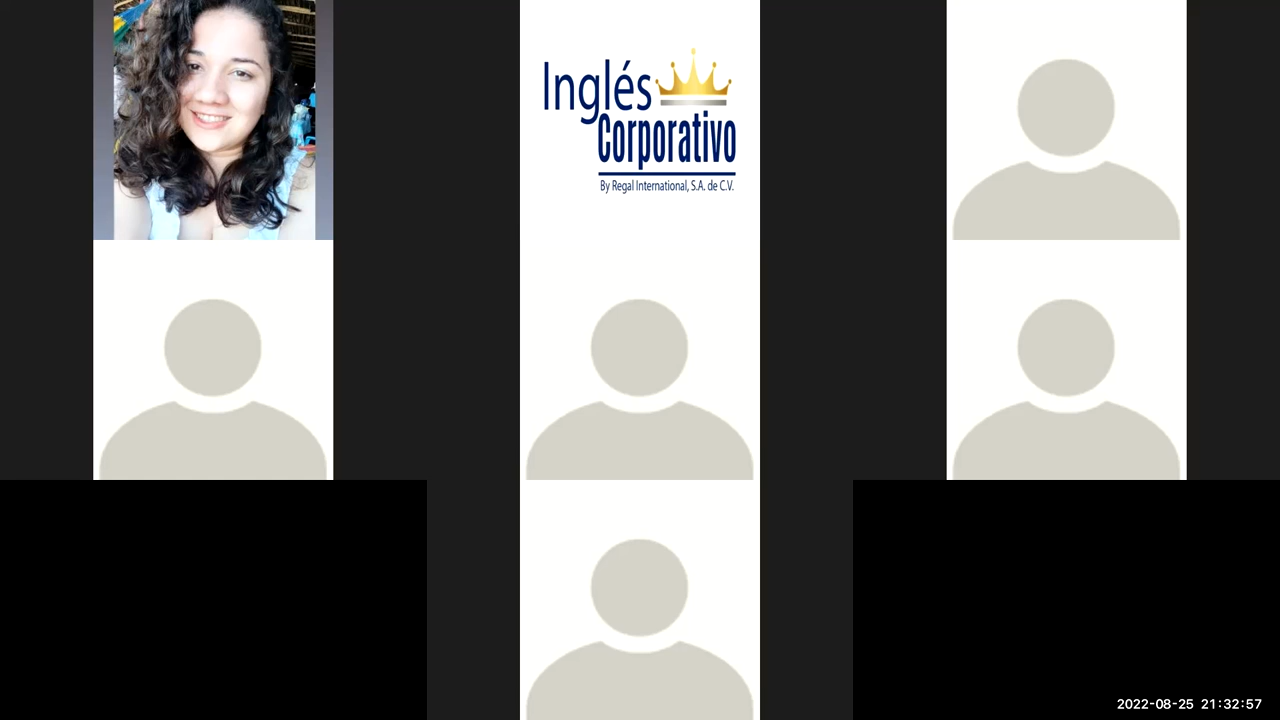 Inglés
Corporativo
By Regal International, S.A. de C.V.
2022-08-25 21:32:57